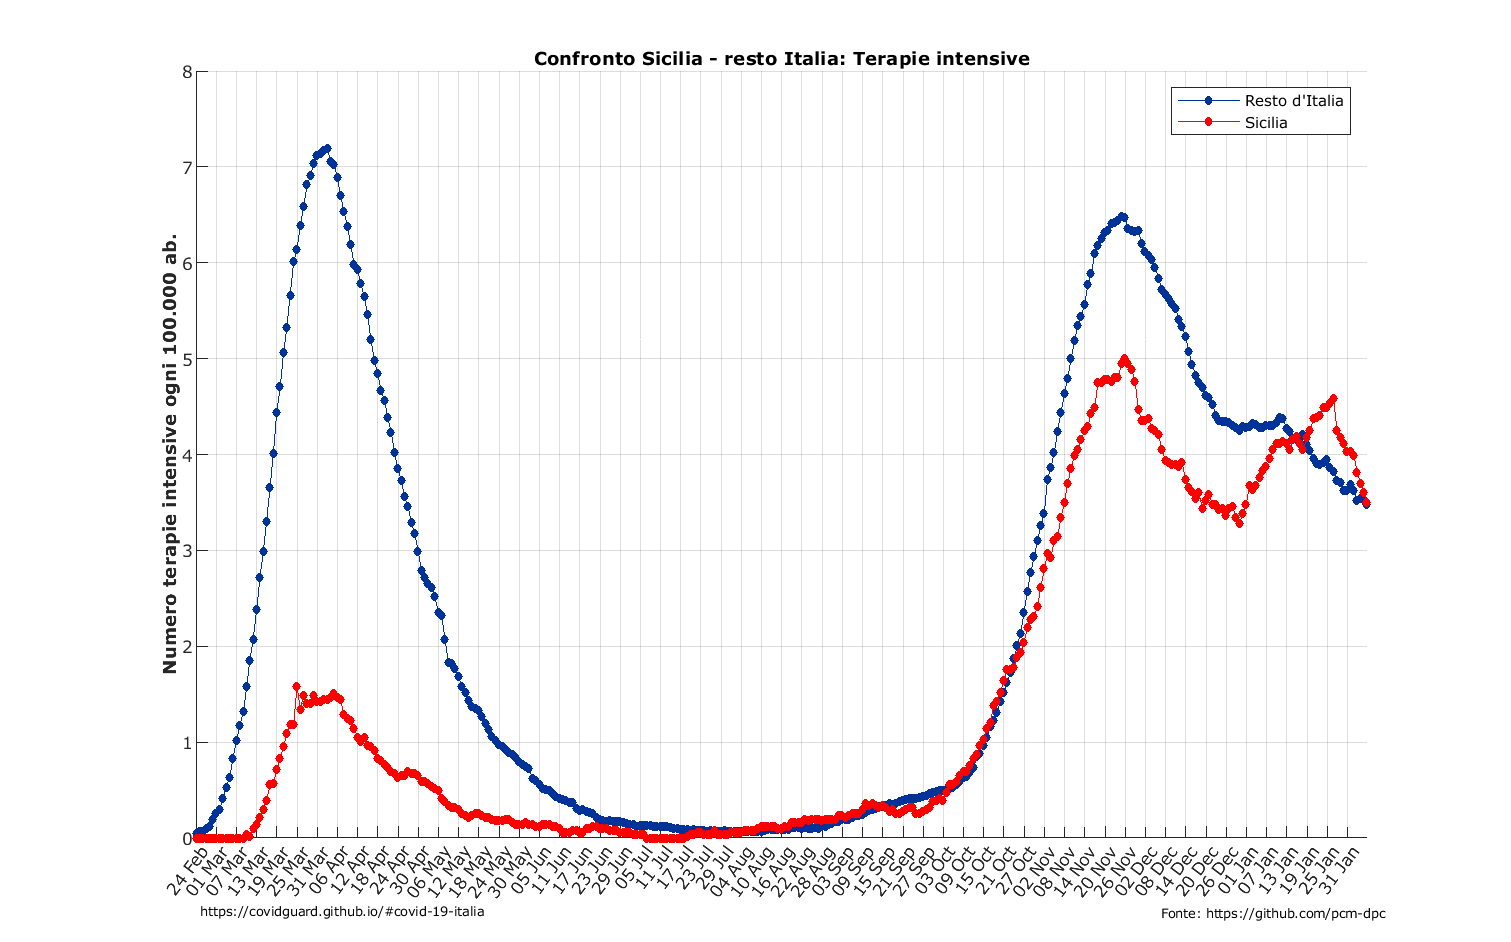 Confronto Sicilia - resto Italia: Terapie intensive
Resto d'Italia
Sicilia
Numero terapie intensive ogni 100.000 ab.
8
7
6
5
4
3
2
1
0
24 Feb
01 Mar
07 Mar
13 Mar
19 Mar
25 Mar
31 Mar
06 Apr
12 Apr
18 Apr
24 Apr
30 Apr
06 May
12 May
18 May
24 May
30 May
05 Jun
11 Jun
17 Jun
23 Jun
29 Jun
05 Jul
11 Jul
17 Jul
23 Jul
29 Jul
04 Aug
10 Aug
16 Aug
22 Aug
28 Aug
03 Sep
09 Sep
15 Sep
21 Sep
27 Sep
03 Oct
09 Oct
15 Oct
21 Oct
27 Oct
02 Nov
08 Nov
14 Nov
20 Nov
26 Nov
02 Dec
08 Dec
14 Dec
20 Dec
26 Dec
01 Jan
07 Jan
13 Jan
19 Jan
25 Jan
31 Jan
https://covidguard.github.io/#covid-19-italia
Fonte: https://github.com/pcm-dpc